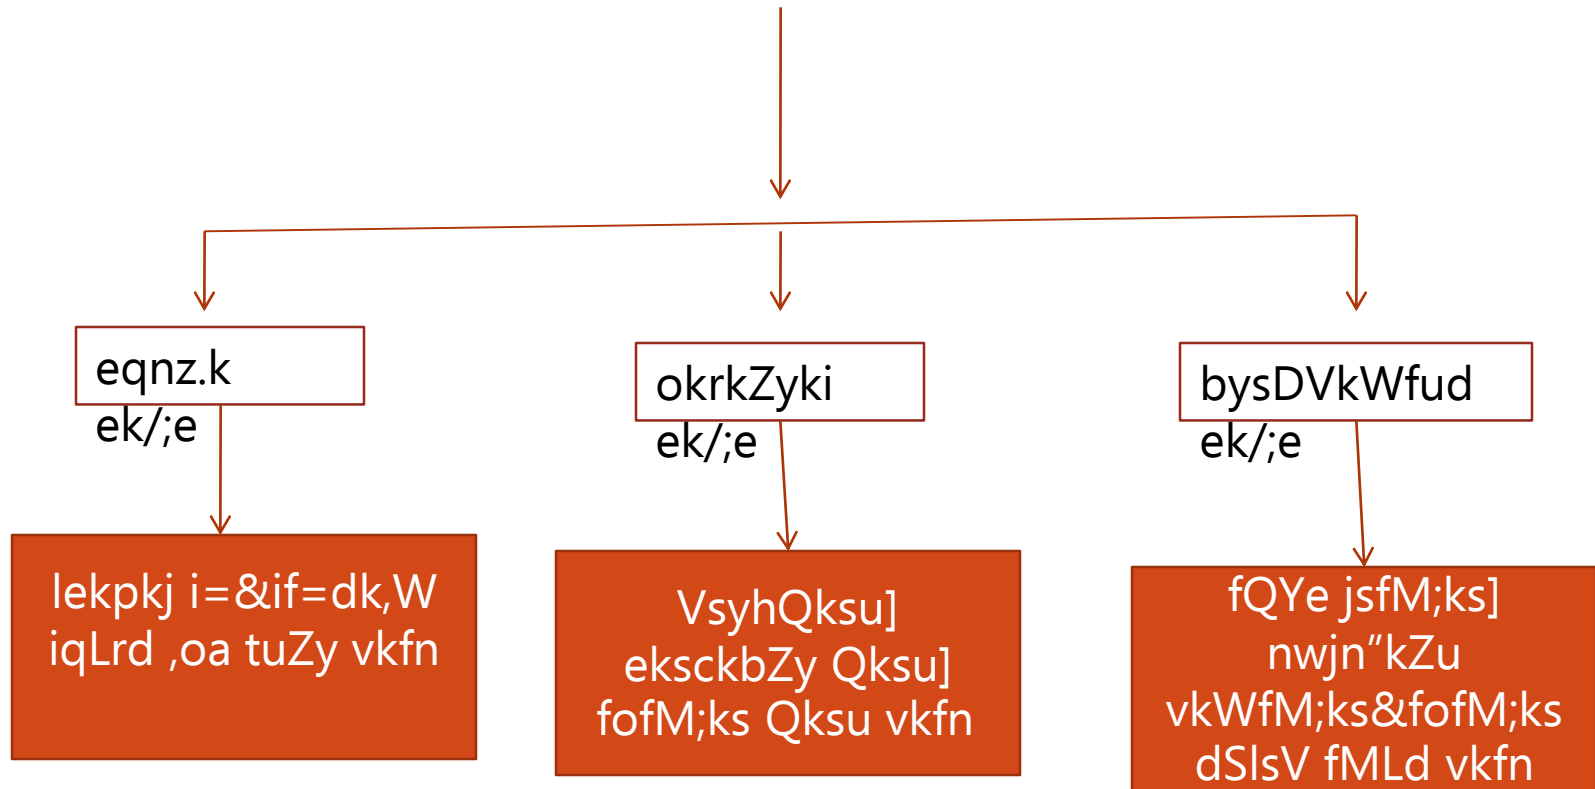 eqnz.k
ek/;e
okrkZyki
ek/;e
bysDVkWfud
ek/;e
lekpkj i=&if=dk,W
iqLrd ,oa tuZy vkfn
VsyhQksu]
eksckbZy Qksu]
fofM;ks Qksu vkfn
fQYe jsfM;ks]
nwjn”kZu
vkWfM;ks&fofM;ks
dSlsV fMLd vkfn